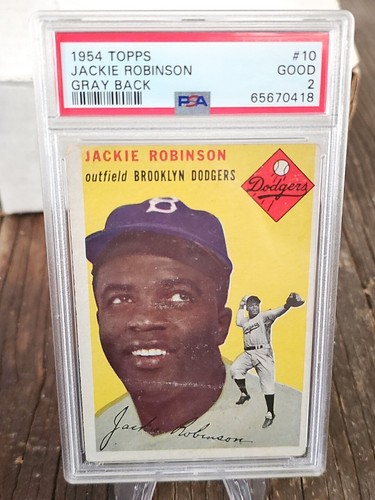 1954 TOPPS #10
JACKIE ROBINSON GOOD
GRAY BACK 2
PSA 65670418
JACKIE ROBINSON
outfield BROOKLYN DODGERS
Dodgers
B
Jackie Robinson